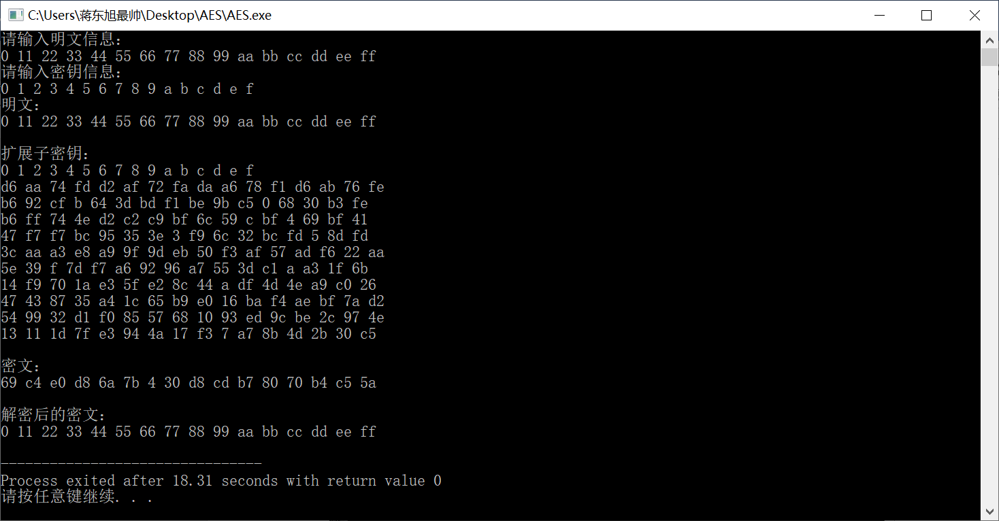 C:\Users\蒋东旭最帅\Desktop\AES\AES.exe
请输入明文信息:
0 11 22 33 44 55 66 77 88 99 aa bb cc dd ee ff
请输入密钥信息:
0 1 2 3 4 5 6 7 8 9 a b c d e f
明文:
0 11 22 33 44 55 66 77 88 99 aa bb cc dd ee ff
扩展子密钥:
0 1 2 3 4 5 6 7 8 9 a b c d e f
d6 aa 74 fd d2 af 72 fa da a6 78 f1 d6 ab 76 fe
b6 92 cf b 64 3d bd f1 be 9b c5 0 68 30 b3 fe
b6 ff 74 4e d2 c2 c9 bf 6c 59 c bf 4 69 bf 41
47 f7 f7 bc 95 35 3e 3 f9 6c 32 bc fd 5 8d fd
3c aa a3 e8 a9 9f 9d eb 50 f3 af 57 ad f6 22 aa
5e 39 f 7d f7 a6 92 96 a7 55 3d c1 a a3 1f 6b
14 f9 70 1a e3 5f e2 8c 44 a df 4d 4e a9 c0 26
47 43 87 35 a4 1c 65 b9 e0 16 ba f4 ae bf 7a d2
54 99 32 d1 f0 85 57 68 10 93 ed 9c be 2c 97 4e
13 11 1d 7f e3 94 4a 17 f3 7 a7 8b 4d 2b 30 c5
密文:
69 c4 e0 d8 6a 7b 4 30 d8 cd b7 80 70 b4 c5 5a
解密后的密文:
0 11 22 33 44 55 66 77 88 99 aa bb cc dd ee ff
--------------------------------
Process exited after 18.31 seconds with return value 0
请按任意键继续. . .